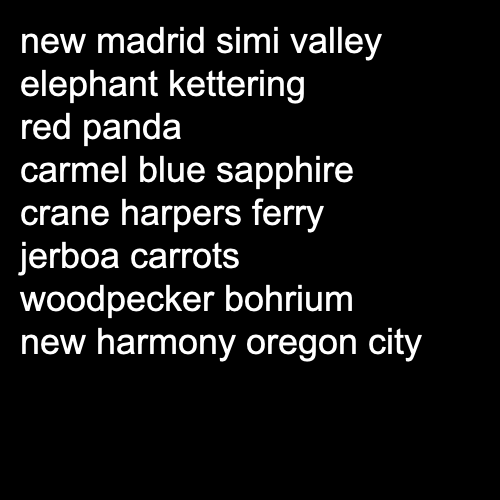 new madrid simi valley
elephant kettering
red panda
carmel blue sapphire
crane harpers ferry
jerboa carrots
woodpecker bohrium
new harmony oregon city